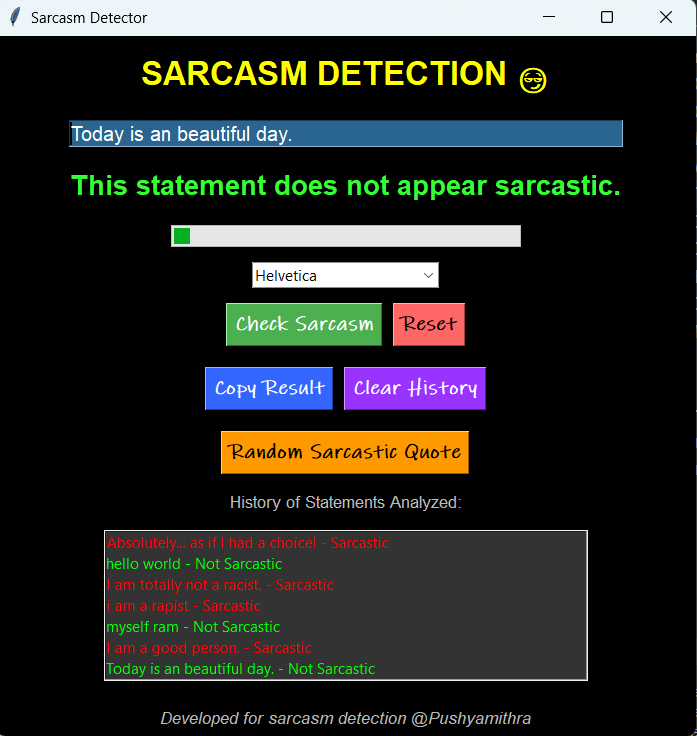 Sarcasm Detector
SARCASM DETECTION 😏
Today is an beautiful day.
This statement does not appear sarcastic.
Helvetica
Check Sarcasm Reset
Copy Result Clear History
Random Sarcastic Quote
History of Statements Analyzed:
Absolutely... as if I had a choice! - Sarcastic
hello world - Not Sarcastic
I am totally not a racist. - Sarcastic
i am a rapist - Sarcastic
myself ram - Not Sarcastic
I am a good person. - Sarcastic
Today is an beautiful day. - Not Sarcastic
Developed for sarcasm detection @Pushyamithra